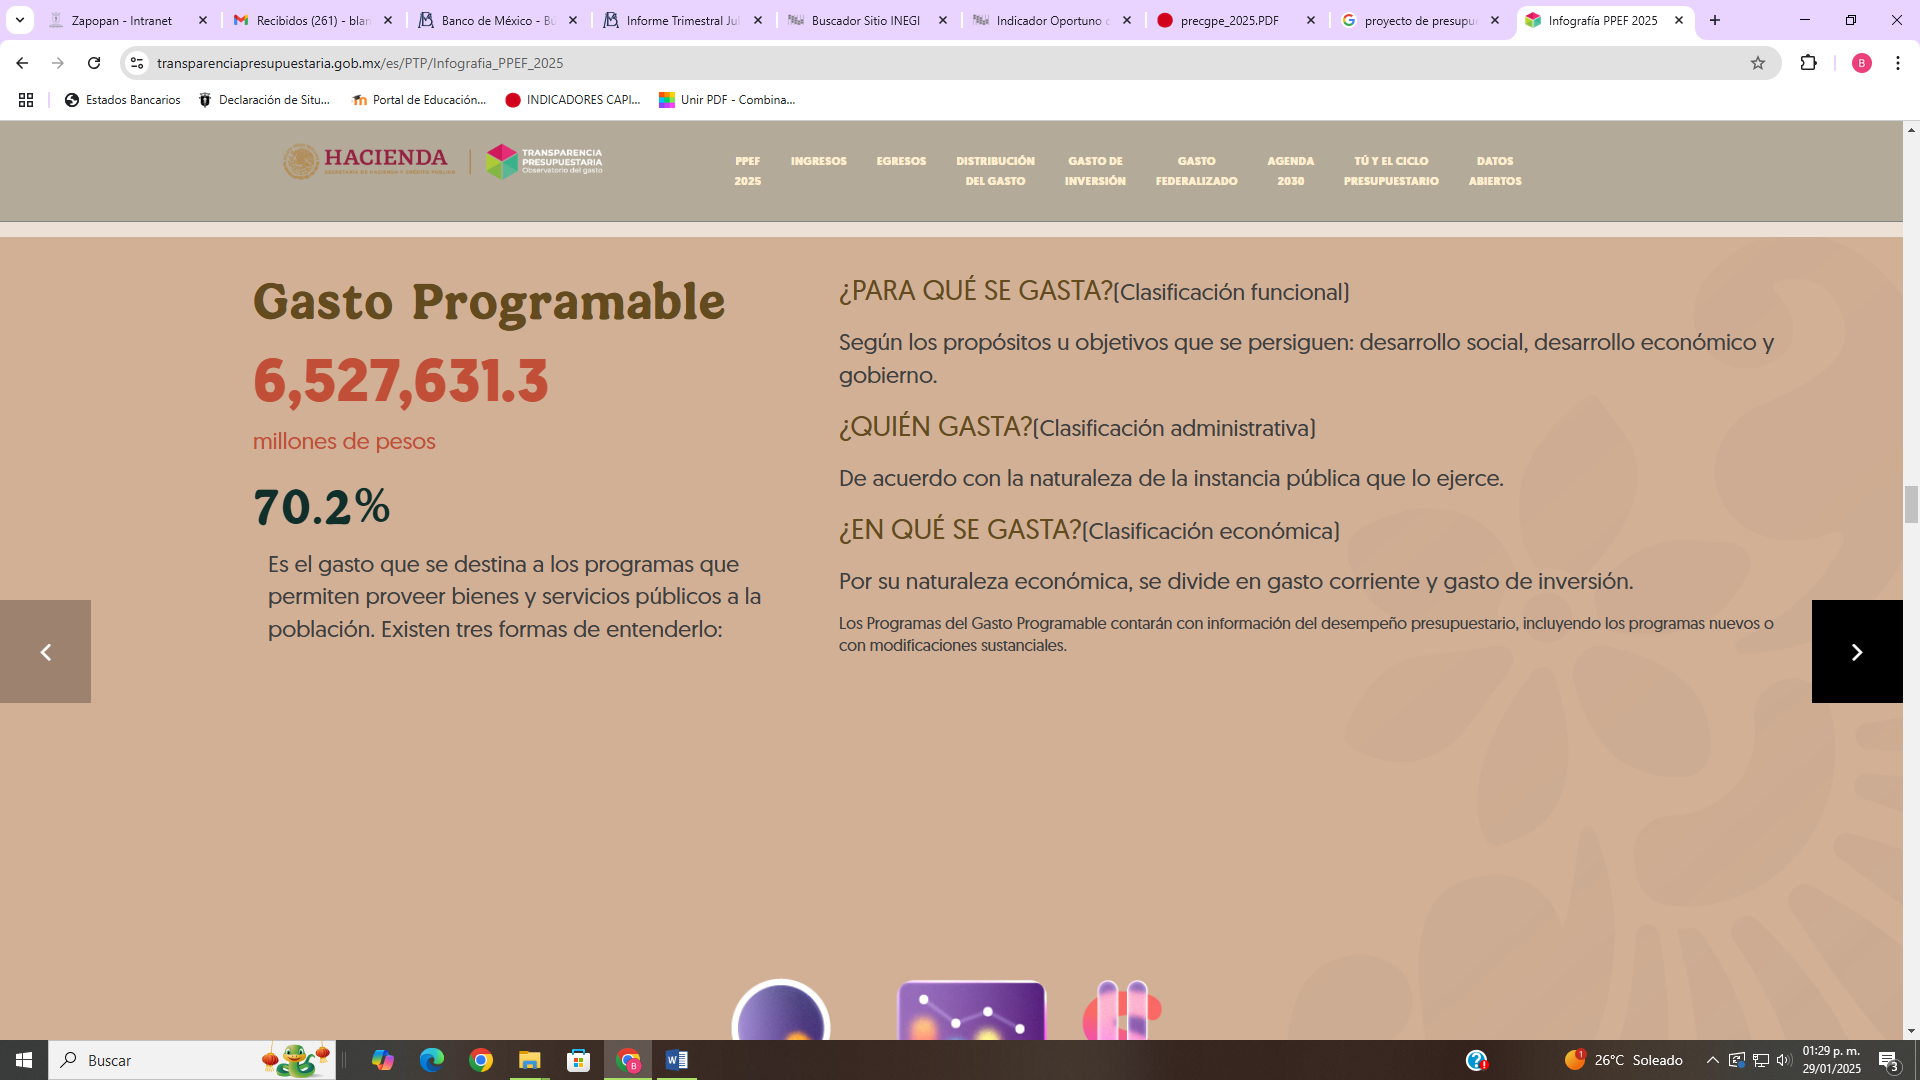 Zapopan - Intranet
Recibidos (261) - blan
Banco de México - Bú
Informe Trimestral Jul
Buscador Sitio INEGI
Indicador Oportuno d
precgpe_2025.PDF
proyecto de presupu
Infografía PPEF 2025
transparenciapresupuestaria.gob.mx/es/PTP/Infografia_PPEF_2025
B
Estados Bancarios
Declaración de Situ...
Portal de Educación...
INDICADORES CAPI...
Unir PDF - Combina...
HACIENDA
SECRETARÍA DE HACIENDA Y CRÉDITO PÚBLICO
TRANSPARENCIA
PRESUPUESTARIA
Observatorio del gasto
PPEF
2025
INGRESOS
EGRESOS
DISTRIBUCIÓN
DEL GASTO
GASTO DE
INVERSIÓN
GASTO
FEDERALIZADO
AGENDA
2030
TÚ Y EL CICLO
PRESUPUESTARIO
DATOS
ABIERTOS
Gasto Programable
6,527,631.3
millones de pesos
70.2%
Es el gasto que se destina a los programas que
permiten proveer bienes y servicios públicos a la
población. Existen tres formas de entenderlo:
¿PARA QUÉ SE GASTA?(Clasificación funcional)
Según los propósitos u objetivos que se persiguen: desarrollo social, desarrollo económico y
gobierno.
¿QUIÉN GASTA?(Clasificación administrativa)
De acuerdo con la naturaleza de la instancia pública que lo ejerce.
¿EN QUÉ SE GASTA?(Clasificación económica)
Por su naturaleza económica, se divide en gasto corriente y gasto de inversión.
Los Programas del Gasto Programable contarán con información del desempeño presupuestario, incluyendo los programas nuevos o
con modificaciones sustanciales.
Buscar
B
1
26°C Soleado
01:29 p. m.
29/01/2025
3